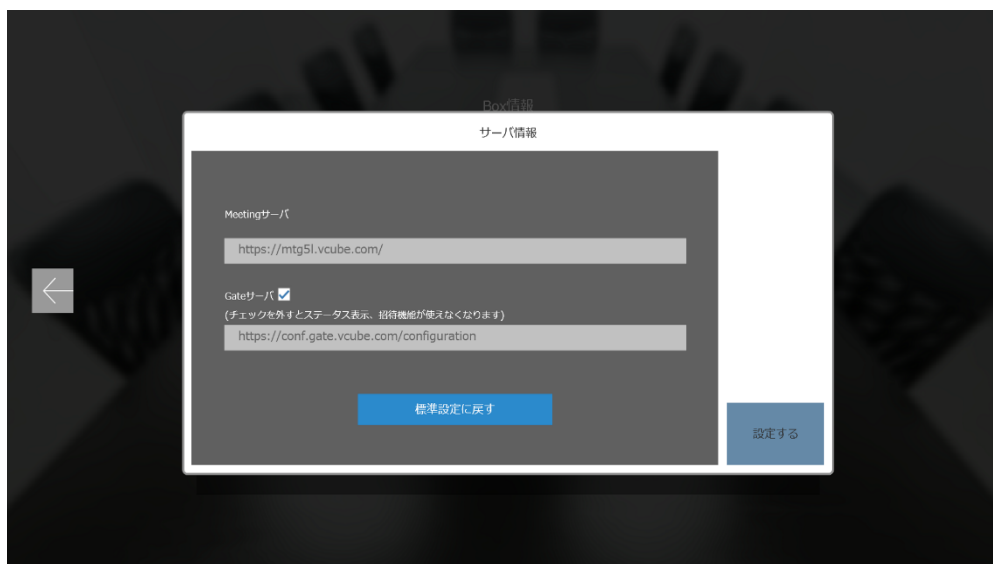 Box情報
サーバ情報
Meetingサーバ
https://mtg5l.vcube.com/
Gateサーバ
(チェックを外すとステータス表示、招待機能が使えなくなります)
https://conf.gate.vcube.com/configuration
標準設定に戻す
設定する